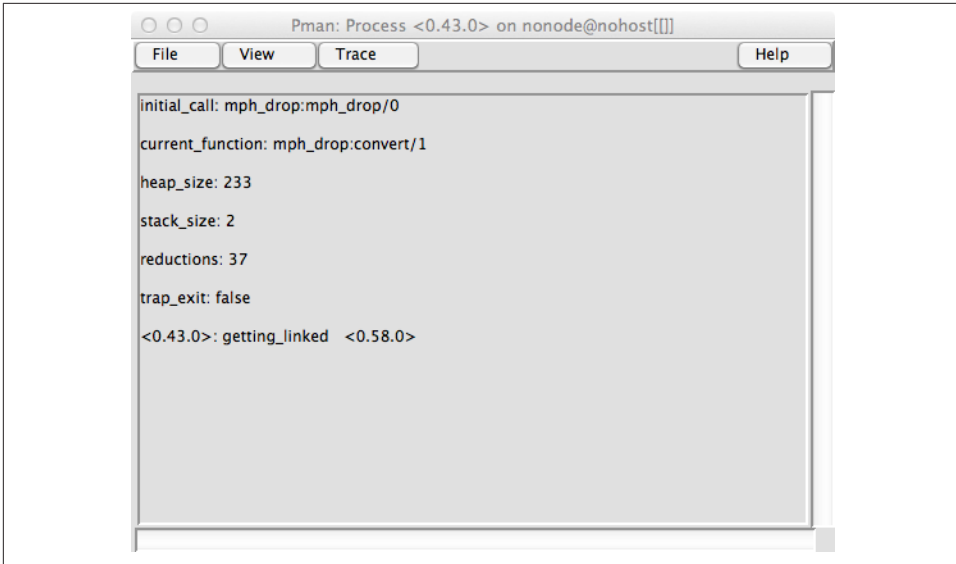 Pman: Process <0.43.0> on nonode@nohost[[]]
File View Trace Help
initial_call: mph_drop:mph_drop/0
current_function: mph_drop:convert/1
heap_size: 233
stack_size: 2
reductions: 37
trap_exit: false
<0.43.0>: getting_linked <0.58.0>